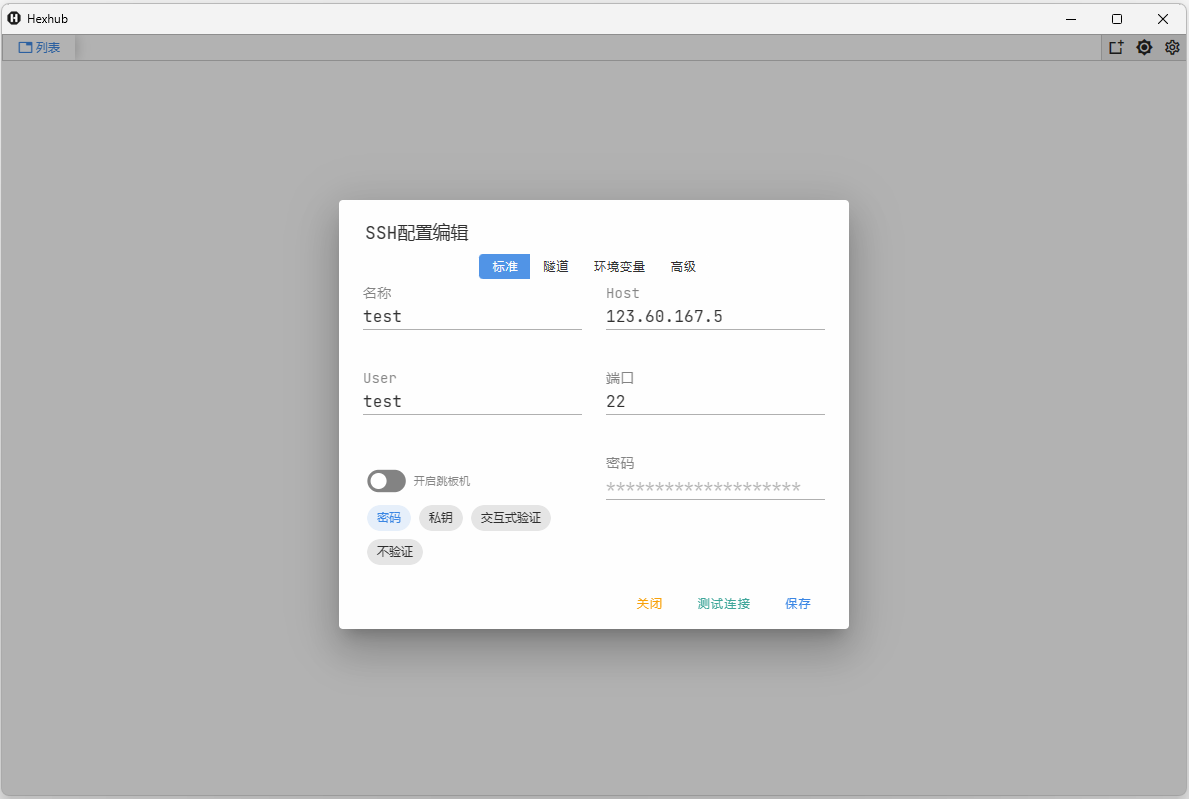 Hexhub
列表
SSH配置编辑
标准 隧道 环境变量 高级
名称 Host
test 123.60.167.5
User 端口
test 22
密码
开启跳板机 ********************
密码 私钥 交互式验证
不验证
关闭 测试连接 保存